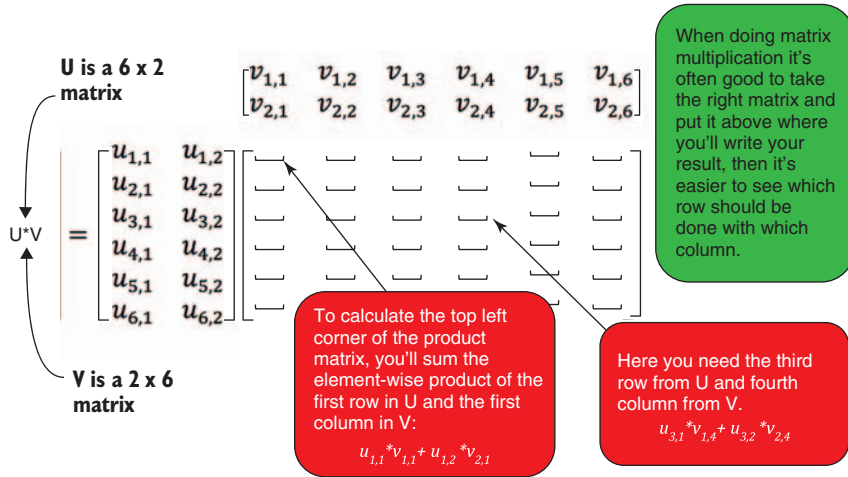 U is a 6 x 2
matrix
v1,1 v1,2 v1,3 v1,4 v1,5 v1,6
v2,1 v2,2 v2,3 v2,4 v2,5 v2,6
When doing matrix
multiplication it's
often good to take
the right matrix and
put it above where
you'll write your
result, then it's
easier to see which
row should be
done with which
column.
U*V
=
u1,1 u1,2
u2,1 u2,2
u3,1 u3,2
u4,1 u4,2
u5,1 u5,2
u6,1 u6,2
V is a 2 x 6
matrix
To calculate the top left
corner of the product
matrix, you'll sum the
element-wise product of the
first row in U and the first
column in V:
u1,1*v1,1+ u1,2*v2,1
Here you need the third
row from U and fourth
column from V.
u3,1*v1,4+ u3,2*v2,4